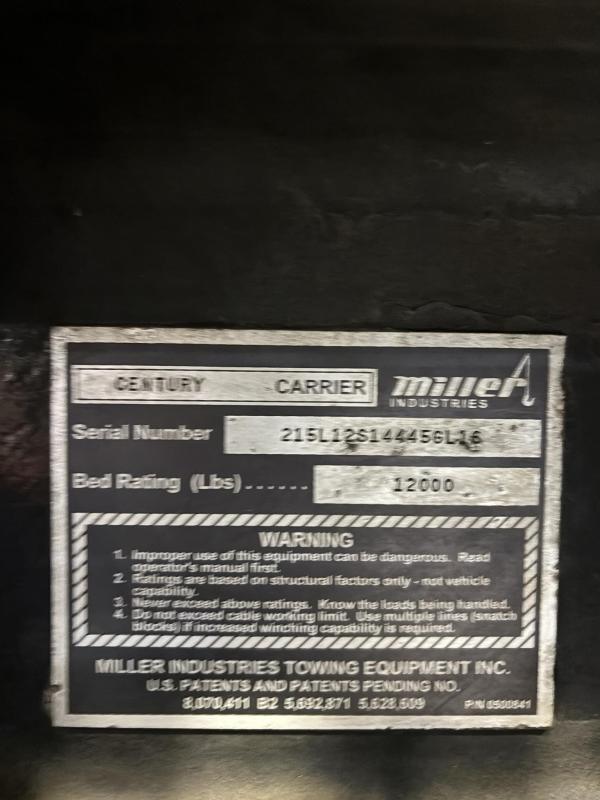 CENTURY CARRIER miller
INDUSTRIES
Serial Number 215L12S14445GL16
Bed Rating (Lbs)...... 12000
WARNING
1. Improper use of this equipment can be dangerous. Read
operator's manual first.
2. Ratings are based on structural factors only - not vehicle
capability.
3. Never exceed above ratings. Know the loads being handled.
4. Do not exceed cable working limit. Use multiple lines (snatch
blocks) if increased winching capability is required.
MILLER INDUSTRIES TOWING EQUIPMENT INC.
U.S. PATENTS AND PATENTS PENDING NO.
8,070,411 B2 5,692,871 5,628,609
P/N 0500841